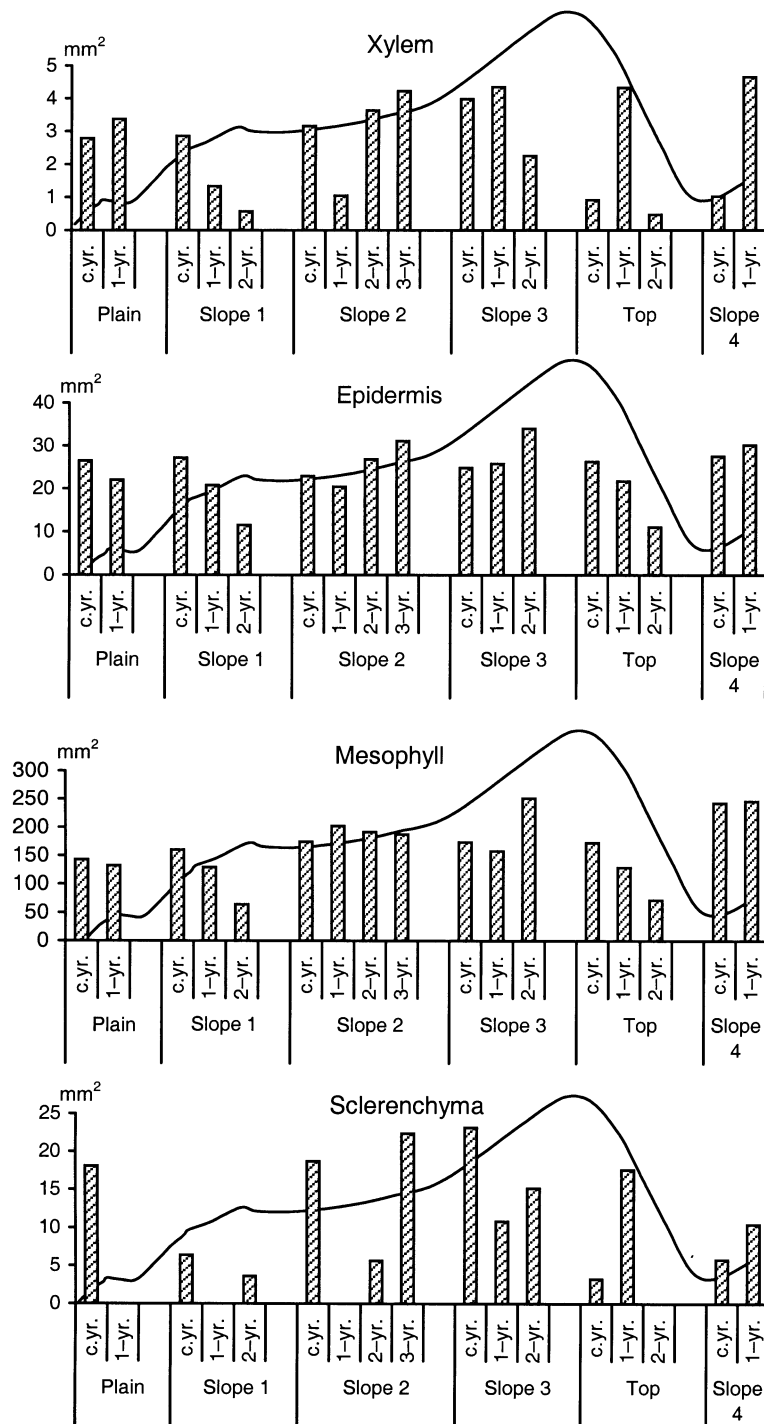 Xylem
mm²
5
4
3
2
1
0
c.yr. 1–yr. c.yr. 1–yr. 2–yr. c.yr. 1–yr. 2–yr. 3–yr. c.yr. 1–yr. 2–yr. c.yr. 1–yr. 2–yr. c.yr. 1–yr.
Plain Slope 1 Slope 2 Slope 3 Top Slope 4
Epidermis
mm²
40
30
20
10
0
c.yr. 1–yr. c.yr. 1–yr. 2–yr. c.yr. 1–yr. 2–yr. 3–yr. c.yr. 1–yr. 2–yr. c.yr. 1–yr. 2–yr. c.yr. 1–yr.
Plain Slope 1 Slope 2 Slope 3 Top Slope 4
Mesophyll
mm²
300
250
200
150
100
50
0
c.yr. 1–yr. c.yr. 1–yr. 2–yr. c.yr. 1–yr. 2–yr. 3–yr. c.yr. 1–yr. 2–yr. c.yr. 1–yr. 2–yr. c.yr. 1–yr.
Plain Slope 1 Slope 2 Slope 3 Top Slope 4
Sclerenchyma
mm²
25
20
15
10
5
0
c.yr. 1–yr. c.yr. 1–yr. 2–yr. c.yr. 1–yr. 2–yr. 3–yr. c.yr. 1–yr. 2–yr. c.yr. 1–yr. 2–yr. c.yr. 1–yr.
Plain Slope 1 Slope 2 Slope 3 Top Slope 4